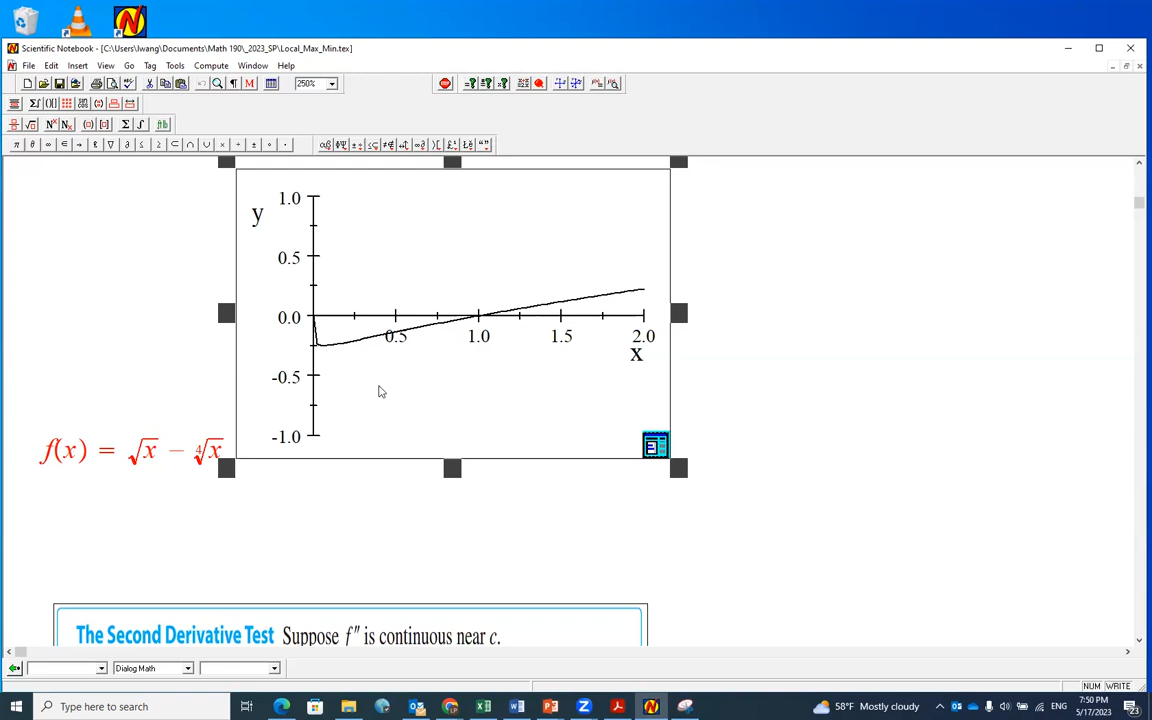 Scientific Notebook - [C:\Users\lwang\Documents\Math 190\_2023_SP\Local_Max_Min.tex]
File Edit Insert View Go Tag Tools Compute Window Help
250%
y
1.0
0.5
0.0
-0.5
-1.0
0.5 1.0 1.5 2.0
x
f(x) = √x − ∜x
The Second Derivative Test Suppose f″ is continuous near c.
Dialog Math
NUM WRITE
Type here to search
58°F Mostly cloudy
ENG
7:50 PM
5/17/2023
23